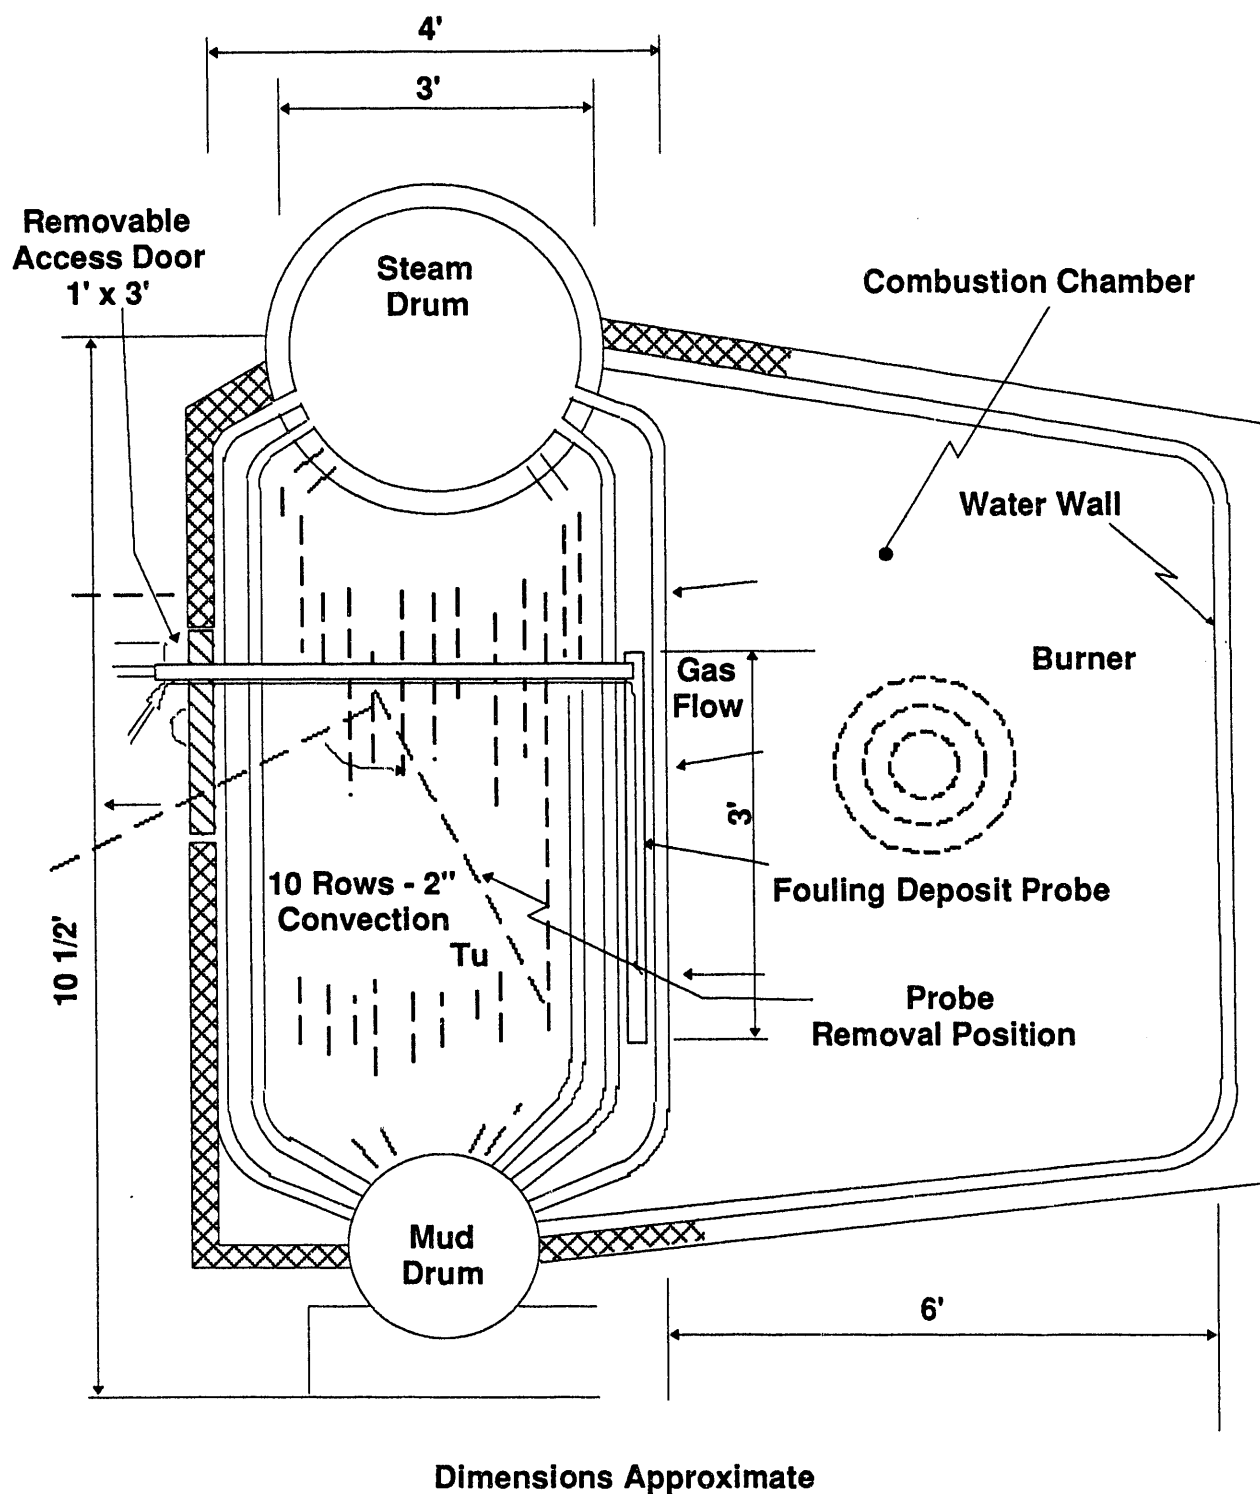 4'
3'
Removable
Access Door
1' x 3'
Steam
Drum
Combustion Chamber
Water Wall
Burner
Gas
Flow
3'
Fouling Deposit Probe
10 Rows - 2"
Convection
Tu
10 1/2'
Probe
Removal Position
Mud
Drum
6'
Dimensions Approximate